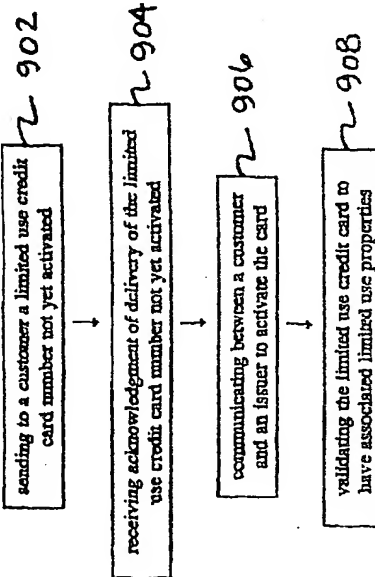 sending to a customer a limited use credit
card number not yet activated
902
receiving acknowledgment of delivery of the limited
use credit card number not yet activated
904
communicating between a customer
and an issuer to activate the card
906
validating the limited use credit card to
have associated limited use properties
908